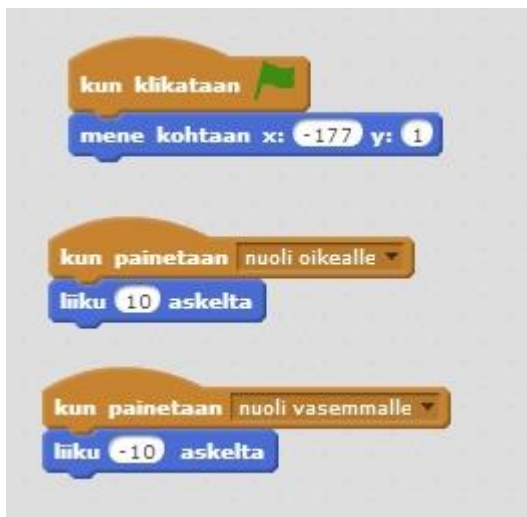 kun klikataan
mene kohtaan x: -177 y: 1
kun painetaan nuoli oikealle
liiku 10 askelta
kun painetaan nuoli vasemmalle
liiku -10 askelta